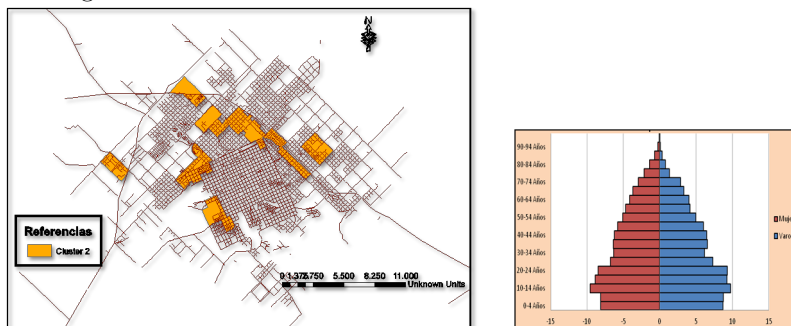 N
Referencias
Cluster 2
0 1.375 2.750 5.500 8.250 11.000
Unknown Units
90-94 Años
80-84 Años
70-74 Años
60-64 Años
50-54 Años
40-44 Años
30-34 Años
20-24 Años
10-14 Años
0-4 Años
-15 -10 -5 0 5 10 15
Muje
Varo